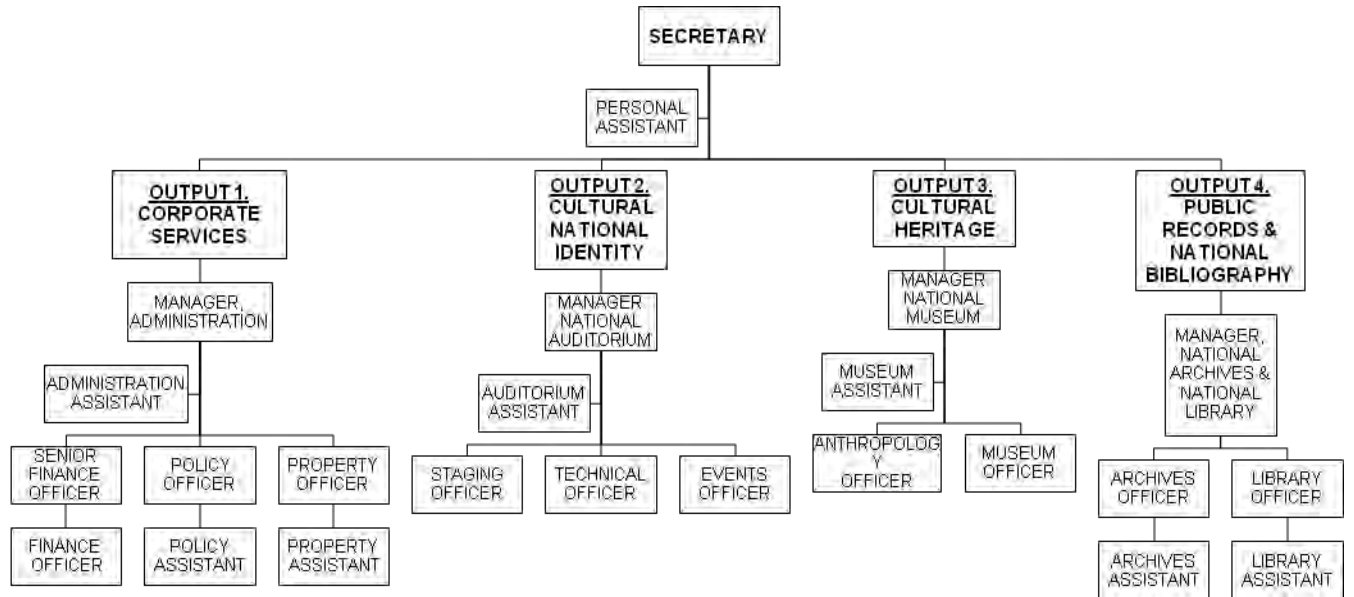 SECRETARY
PERSONAL
ASSISTANT
OUTPUT 1.
CORPORATE
SERVICES
OUTPUT 2.
CULTURAL
NATIONAL
IDENTITY
OUTPUT 3.
CULTURAL
HERITAGE
OUTPUT 4.
PUBLIC
RECORDS &
NATIONAL
BIBLIOGRAPHY
MANAGER,
ADMINISTRATION
MANAGER
NATIONAL
AUDITORIUM
MANAGER
NATIONAL
MUSEUM
MANAGER,
NATIONAL
ARCHIVES &
NATIONAL
LIBRARY
ADMINISTRATION
ASSISTANT
AUDITORIUM
ASSISTANT
MUSEUM
ASSISTANT
SENIOR
FINANCE
OFFICER
POLICY
OFFICER
PROPERTY
OFFICER
STAGING
OFFICER
TECHNICAL
OFFICER
EVENTS
OFFICER
ANTHROPOLOG
Y
OFFICER
MUSEUM
OFFICER
ARCHIVES
OFFICER
LIBRARY
OFFICER
FINANCE
OFFICER
POLICY
ASSISTANT
PROPERTY
ASSISTANT
ARCHIVES
ASSISTANT
LIBRARY
ASSISTANT